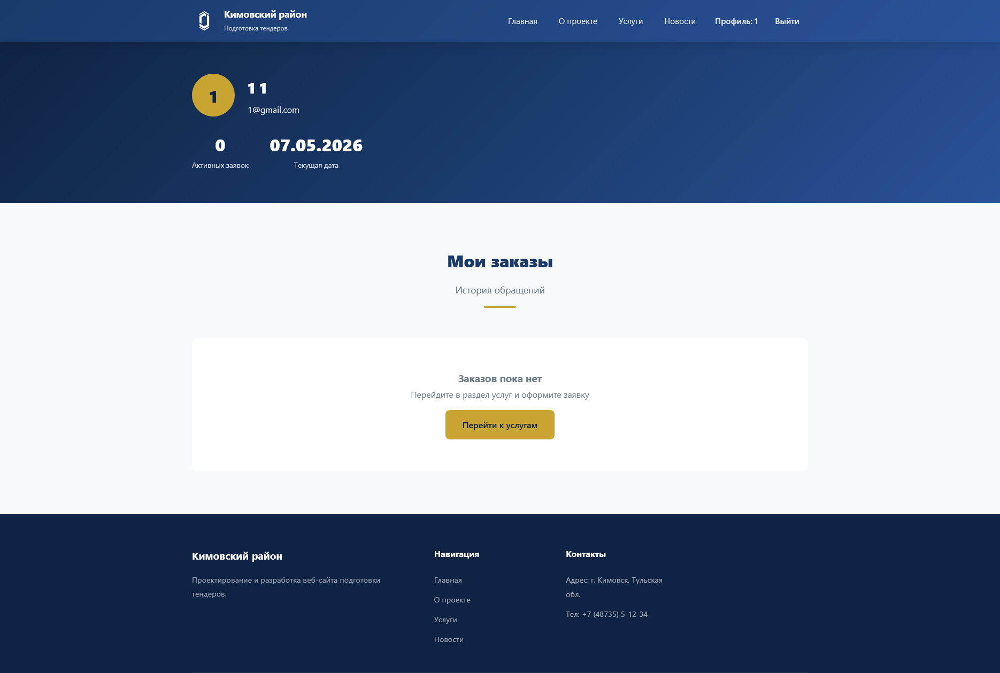 Кимовский район
Подготовка тендеров
Главная
О проекте
Услуги
Новости
Профиль: 1
Выйти
1
1 1
1@gmail.com
0
Активных заявок
07.05.2026
Текущая дата
Мои заказы
История обращений
Заказов пока нет
Перейдите в раздел услуг и оформите заявку
Перейти к услугам
Кимовский район
Проектирование и разработка веб-сайта подготовки
тендеров.
Навигация
Главная
О проекте
Услуги
Новости
Контакты
Адрес: г. Кимовск, Тульская
обл.
Тел: +7 (48735) 5-12-34